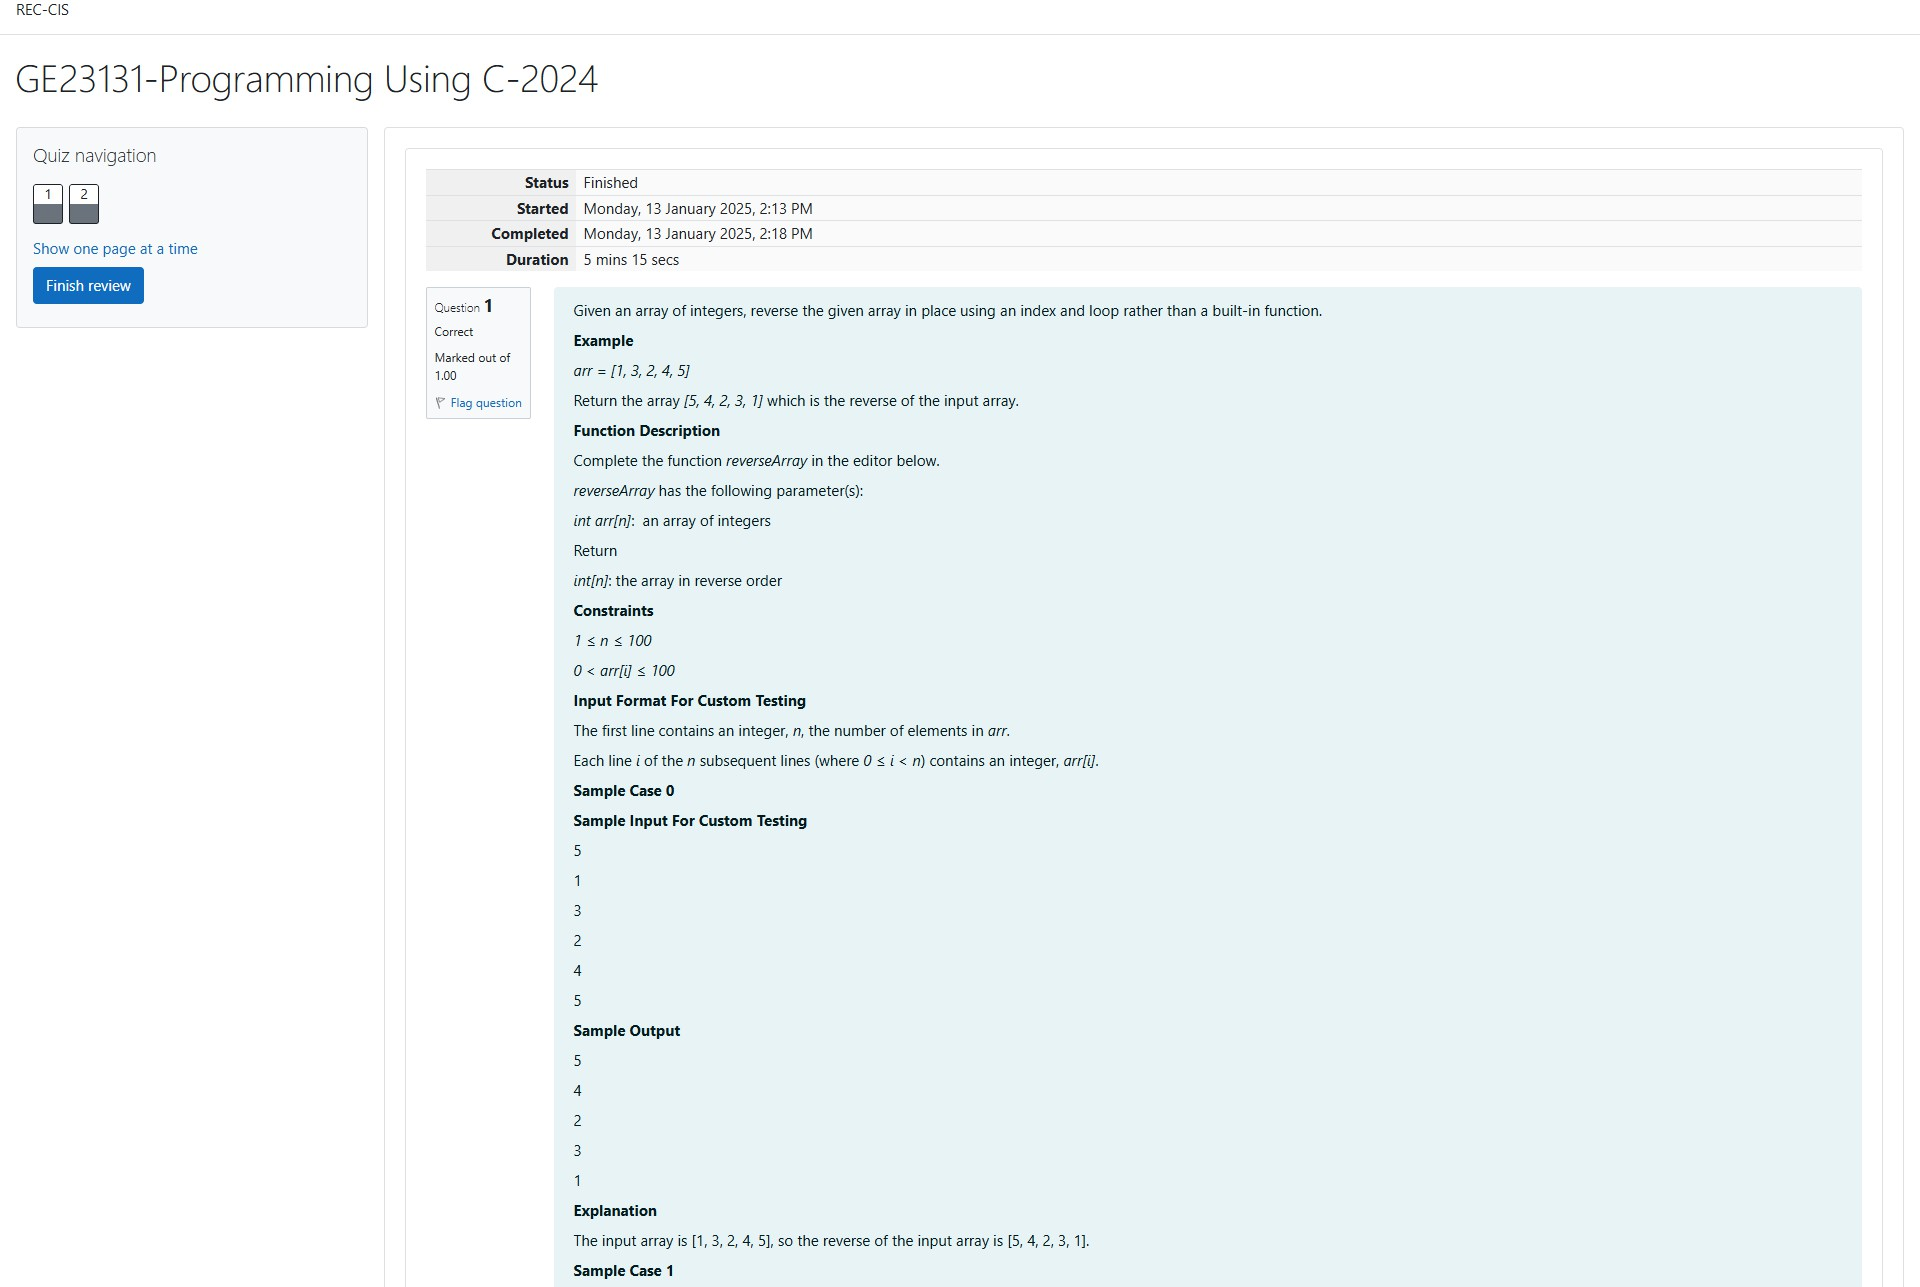 REC-CIS
GE23131-Programming Using C-2024
Quiz navigation
1 2
Show one page at a time
Finish review
Status Finished
Started Monday, 13 January 2025, 2:13 PM
Completed Monday, 13 January 2025, 2:18 PM
Duration 5 mins 15 secs
Question 1
Correct
Marked out of
1.00
Flag question
Given an array of integers, reverse the given array in place using an index and loop rather than a built-in function.
Example
arr = [1, 3, 2, 4, 5]
Return the array [5, 4, 2, 3, 1] which is the reverse of the input array.
Function Description
Complete the function reverseArray in the editor below.
reverseArray has the following parameter(s):
int arr[n]: an array of integers
Return
int[n]: the array in reverse order
Constraints
1 ≤ n ≤ 100
0 < arr[i] ≤ 100
Input Format For Custom Testing
The first line contains an integer, n, the number of elements in arr.
Each line i of the n subsequent lines (where 0 ≤ i < n) contains an integer, arr[i].
Sample Case 0
Sample Input For Custom Testing
5
1
3
2
4
5
Sample Output
5
4
2
3
1
Explanation
The input array is [1, 3, 2, 4, 5], so the reverse of the input array is [5, 4, 2, 3, 1].
Sample Case 1